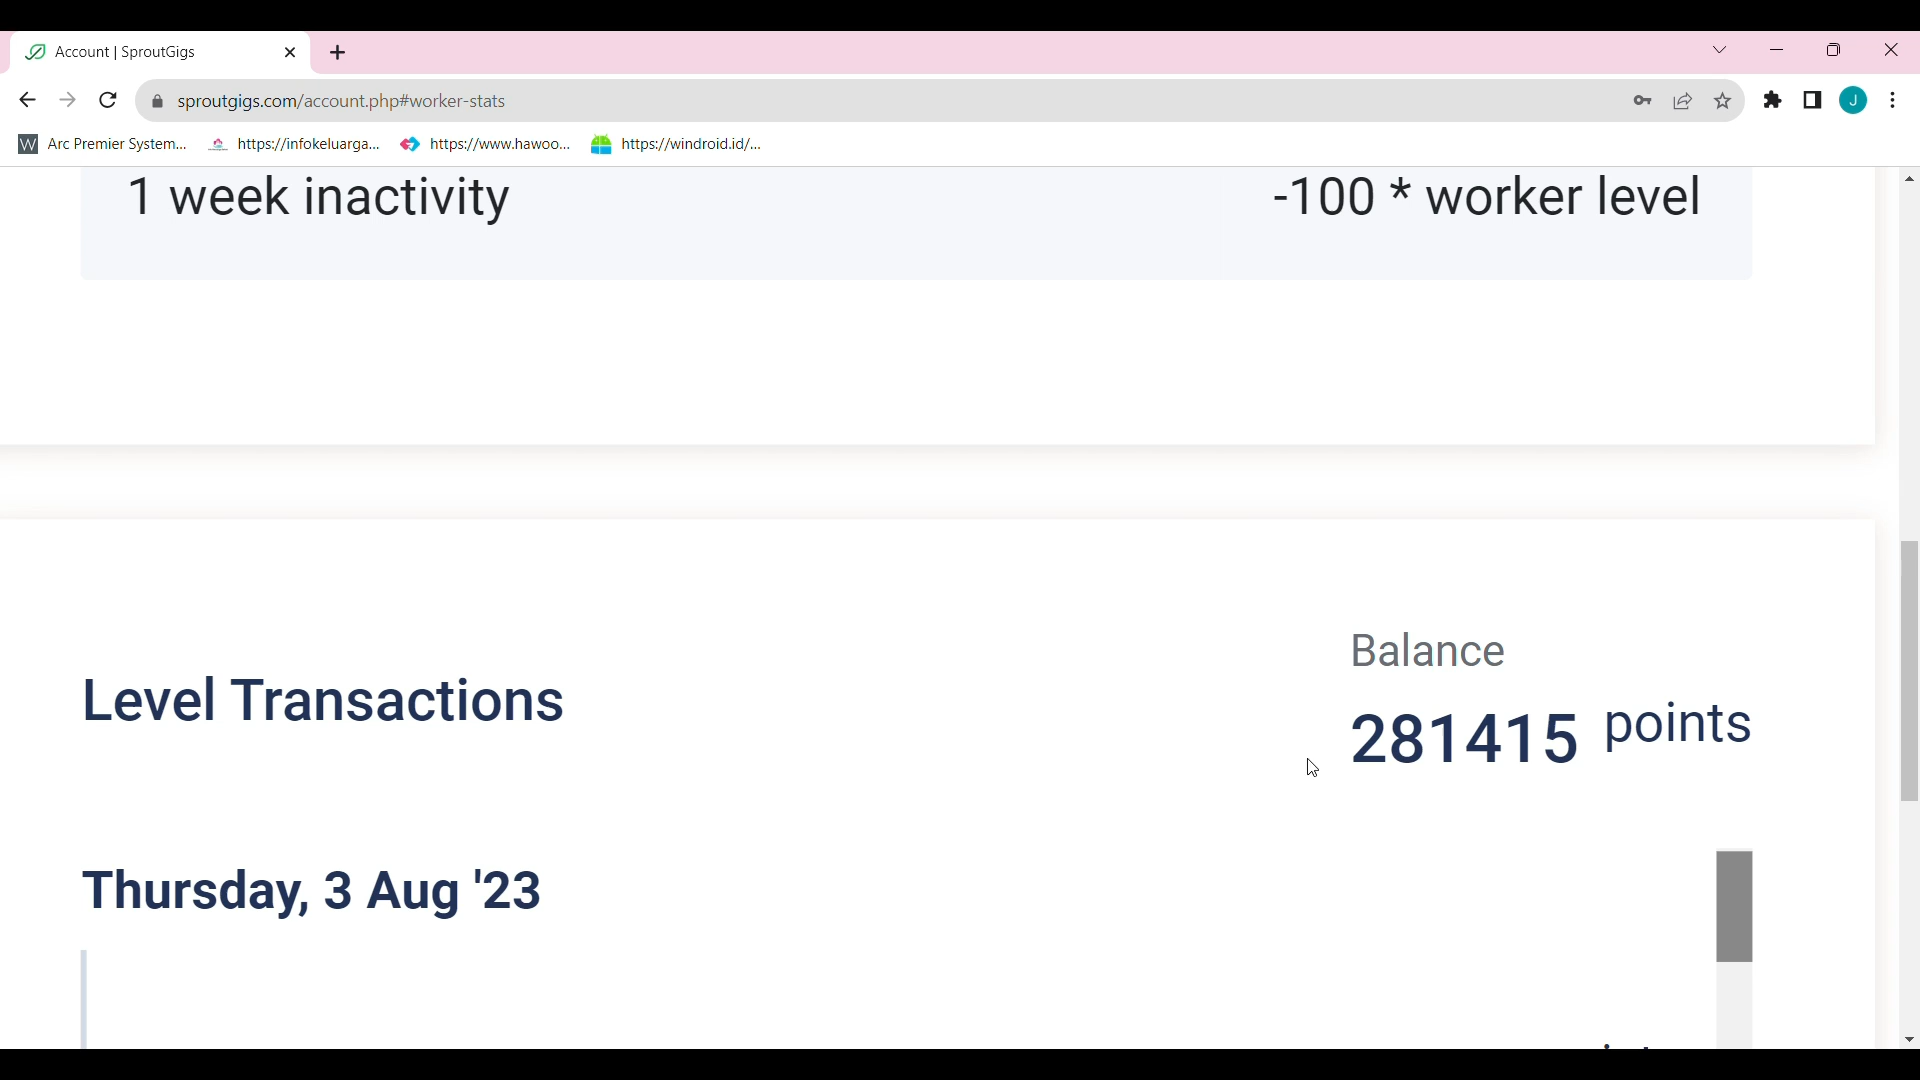 Account | SproutGigs
sproutgigs.com/account.php#worker-stats
J
W Arc Premier System... https://infokeluarga... https://www.hawoo... https://windroid.id/...
1 week inactivity -100 * worker level
Balance
Level Transactions
281415 points
Thursday, 3 Aug '23